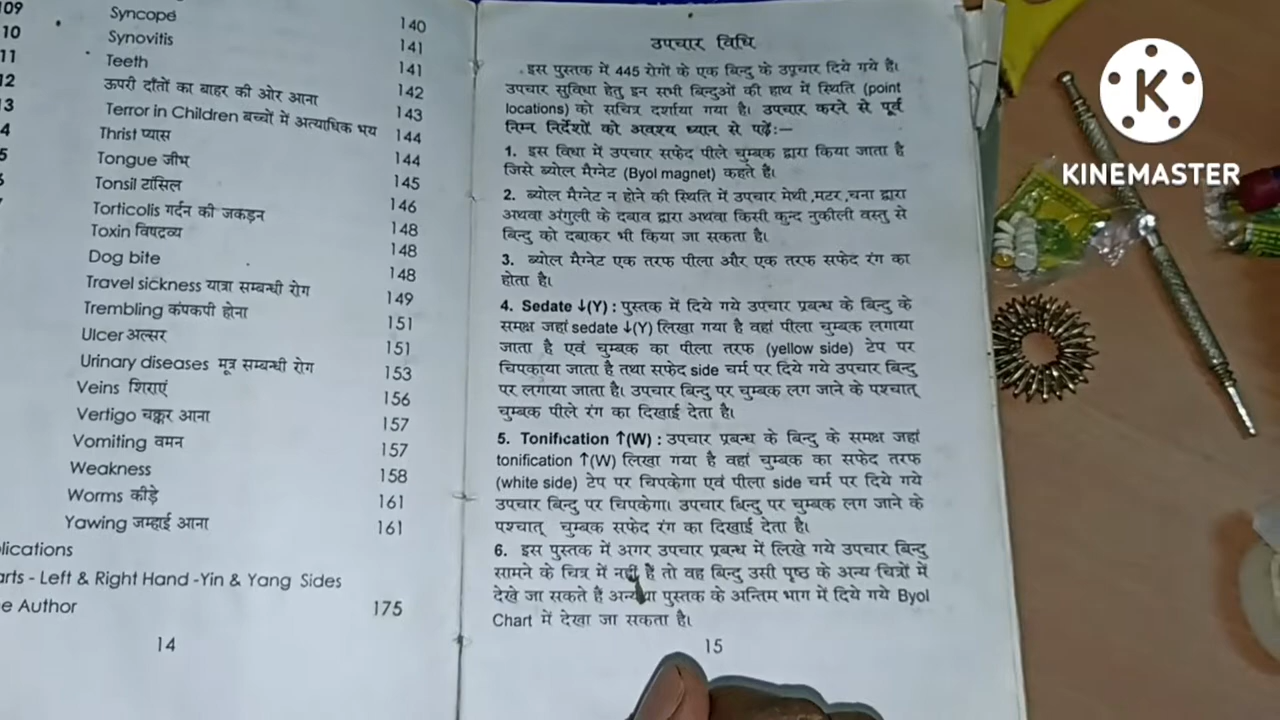 109 Syncope 140
10 Synovitis 141
11 Teeth 141
12 ऊपरी दाँतों का बाहर की ओर आना 142
13 Terror in Children बच्चों में अत्याधिक भय 143
4 Thrist प्यास 144
5 Tongue जीभ 144
Tonsil टांसिल 145
Torticolis गर्दन की जकड़न 146
Toxin विषद्रव्य 148
Dog bite 148
Travel sickness यात्रा सम्बन्धी रोग 148
Trembling कंपकपी होना 149
Ulcer अल्सर 151
Urinary diseases मूत्र सम्बन्धी रोग 151
Veins शिराएं 153
Vertigo चक्कर आना 156
Vomiting वमन 157
Weakness 157
Worms कीड़े 158
Yawing जम्हाई आना 161
161
lications
arts - Left & Right Hand -Yin & Yang Sides
e Author 175
14
उपचार विधि
इस पुस्तक में 445 रोगों के एक बिन्दु के उपचार दिये गये है।
उपचार सुविधा हेतु इन सभी बिन्दुओं की हाथ में स्थिति (point
locations) को सचित्र दर्शाया गया है। उपचार करने से पूर्व
निम्न निर्देशों को अवश्य ध्यान से पढ़ें:–
1. इस विधा में उपचार सफेद पीले चुम्बक द्वारा किया जाता है
जिसे ब्योल मैग्नेट (Byol magnet) कहते है।
2. ब्योल मैग्नेट न होने की स्थिति में उपचार मेथी ,मटर,चना द्वारा
अथवा अंगुली के दबाव द्वारा अथवा किसी कुन्द नुकीली वस्तु से
बिन्दु को दबाकर भी किया जा सकता है।
3. ब्योल मैग्नेट एक तरफ पीला और एक तरफ सफेद रंग का
होता है।
4. Sedate ↓(Y) : पुस्तक में दिये गये उपचार प्रबन्ध के बिन्दु के
समक्ष जहां sedate ↓(Y) लिखा गया है वहां पीला चुम्बक लगाया
जाता है एवं चुम्बक का पीला तरफ (yellow side) टेप पर
चिपकाया जाता है तथा सफेद side चर्म पर दिये गये उपचार बिन्दु
पर लगाया जाता है। उपचार बिन्दु पर चुम्बक लग जाने के पश्चात्
चुम्बक पीले रंग का दिखाई देता है।
5. Tonification ↑(W) : उपचार प्रबन्ध के बिन्दु के समक्ष जहां
tonification ↑(W) लिखा गया है वहां चुम्बक का सफेद तरफ
(white side) टेप पर चिपकेगा एवं पीला side चर्म पर दिये गये
उपचार बिन्दु पर चिपकेगा। उपचार बिन्दु पर चुम्बक लग जाने के
पश्चात् चुम्बक सफेद रंग का दिखाई देता है।
6. इस पुस्तक में अगर उपचार प्रबन्ध में लिखे गये उपचार बिन्दु
सामने के चित्र में नहीं है तो वह बिन्दु उसी पृष्ठ के अन्य चित्रों में
देखे जा सकते हैं अन्यथा पुस्तक के अन्तिम भाग में दिये गये Byol
Chart में देखा जा सकता है।
15
K
KINEMASTER